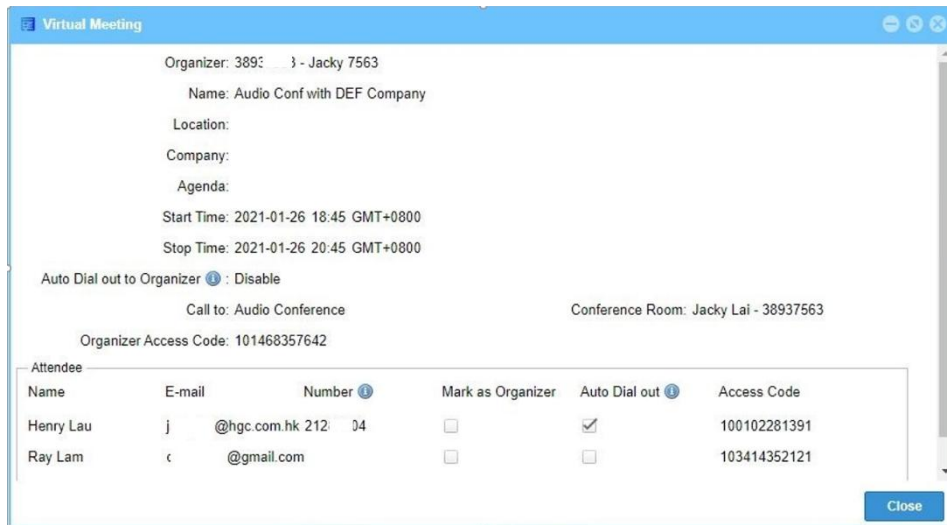 Virtual Meeting
Organizer: 3893 3 - Jacky 7563
Name: Audio Conf with DEF Company
Location:
Company:
Agenda:
Start Time: 2021-01-26 18:45 GMT+0800
Stop Time: 2021-01-26 20:45 GMT+0800
Auto Dial out to Organizer : Disable
Call to: Audio Conference Conference Room: Jacky Lai - 38937563
Organizer Access Code: 101468357642
Attendee
Name E-mail Number Mark as Organizer Auto Dial out Access Code
Henry Lau j @hgc.com.hk 212 04 100102281391
Ray Lam @gmail.com 103414352121
Close